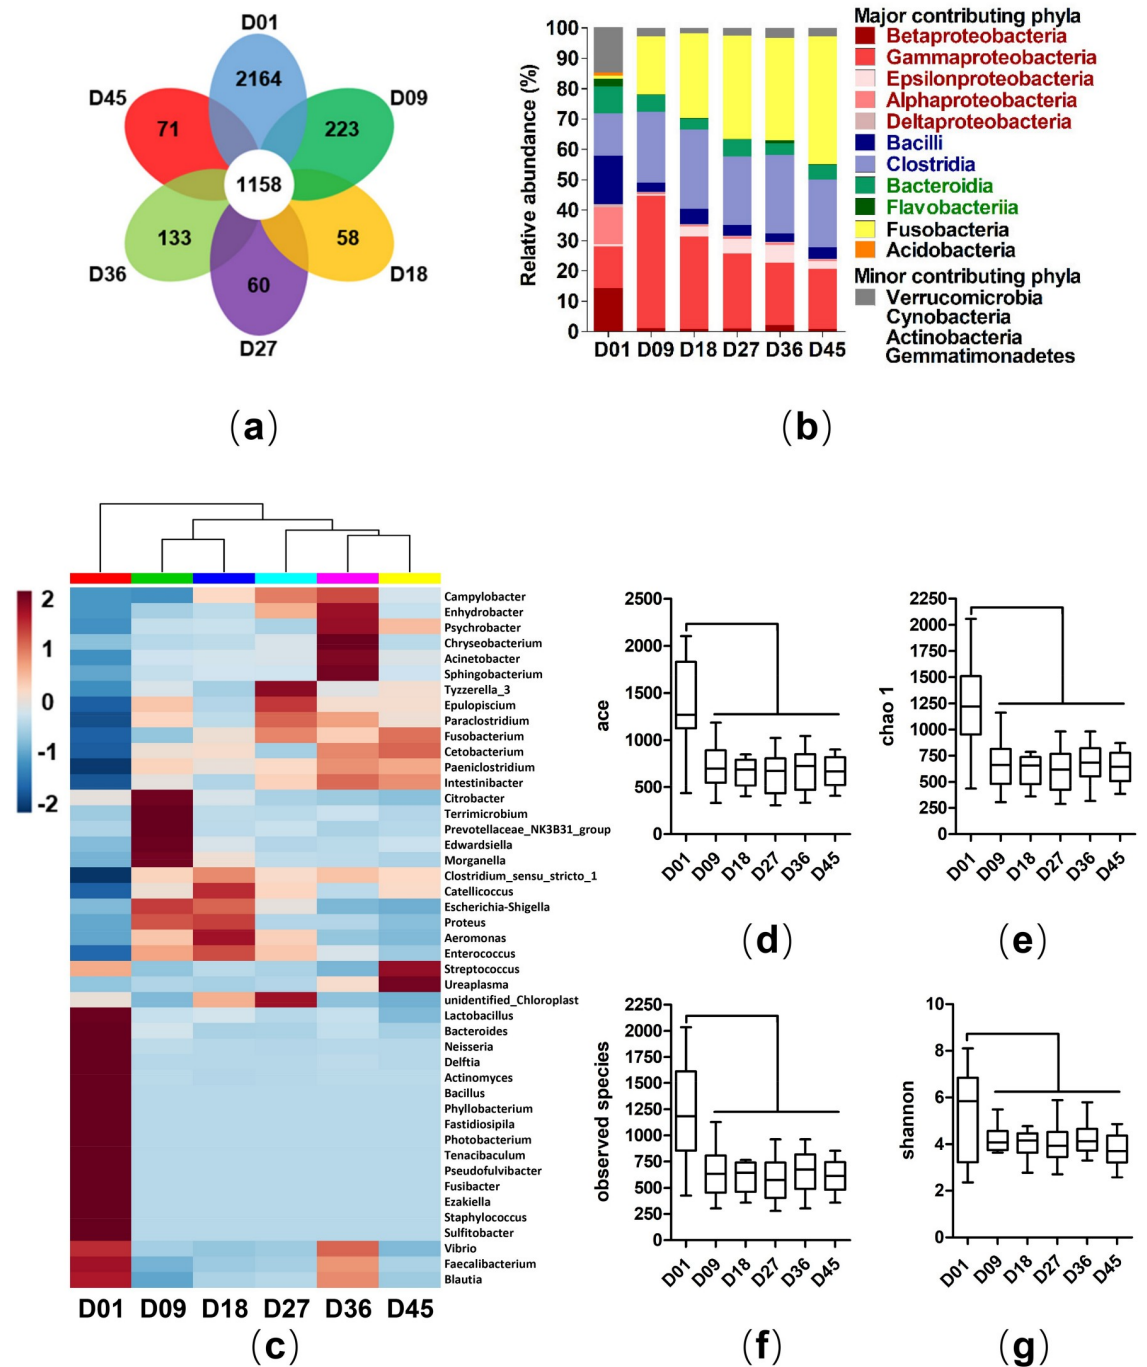 D01
2164
D45
D09
71
223
1158
133
58
D36
D18
60
D27
(a)
100
90
80
70
60
50
40
30
20
10
0
Relative abundance (%)
D01 D09 D18 D27 D36 D45
Major contributing phyla
Betaproteobacteria
Gammaproteobacteria
Epsilonproteobacteria
Alphaproteobacteria
Deltaproteobacteria
Bacilli
Clostridia
Bacteroidia
Flavobacteriia
Fusobacteria
Acidobacteria
Minor contributing phyla
Verrucomicrobia
Cynobacteria
Actinobacteria
Gemmatimonadetes
(b)
2
1
0
-1
-2
Campylobacter
Enhydrobacter
Psychrobacter
Chryseobacterium
Acinetobacter
Sphingobacterium
Tyzzerella_3
Epulopiscium
Paraclostridium
Fusobacterium
Cetobacterium
Paeniclostridium
Intestinibacter
Citrobacter
Terrimicrobium
Prevotellaceae_NK3B31_group
Edwardsiella
Morganella
Clostridium_sensu_stricto_1
Catellicoccus
Escherichia-Shigella
Proteus
Aeromonas
Enterococcus
Streptococcus
Ureaplasma
unidentified_Chloroplast
Lactobacillus
Bacteroides
Neisseria
Delftia
Actinomyces
Bacillus
Phyllobacterium
Fastidiosipila
Photobacterium
Tenacibaculum
Pseudofulvibacter
Fusibacter
Ezakiella
Staphylococcus
Sulfitobacter
Vibrio
Faecalibacterium
Blautia
D01 D09 D18 D27 D36 D45
(c)
2500
2000
1500
1000
500
0
ace
D01 D09 D18 D27 D36 D45
(d)
2250
2000
1750
1500
1250
1000
750
500
250
0
chao 1
D01 D09 D18 D27 D36 D45
(e)
2250
2000
1750
1500
1250
1000
750
500
250
0
observed species
D01 D09 D18 D27 D36 D45
(f)
10
8
6
4
2
0
shannon
D01 D09 D18 D27 D36 D45
(g)